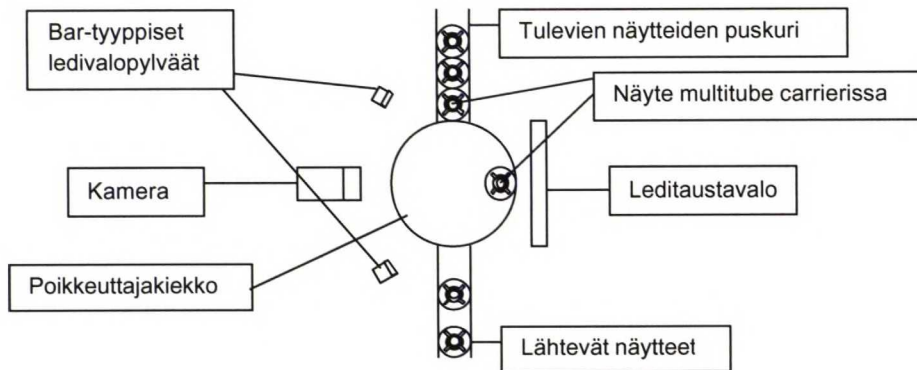 Bar-tyyppiset
ledivalopylväät
Tulevien näytteiden puskuri
Näyte multitube carrierissa
Kamera
Leditaustavalo
Poikkeuttajakiekko
Lähtevät näytteet